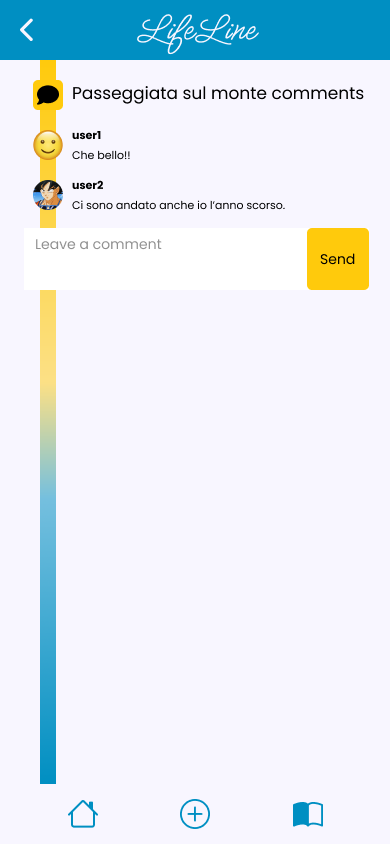 LifeLine
Passeggiata sul monte comments
user1
Che bello!!
user2
Ci sono andato anche io l'anno scorso.
Leave a comment
Send